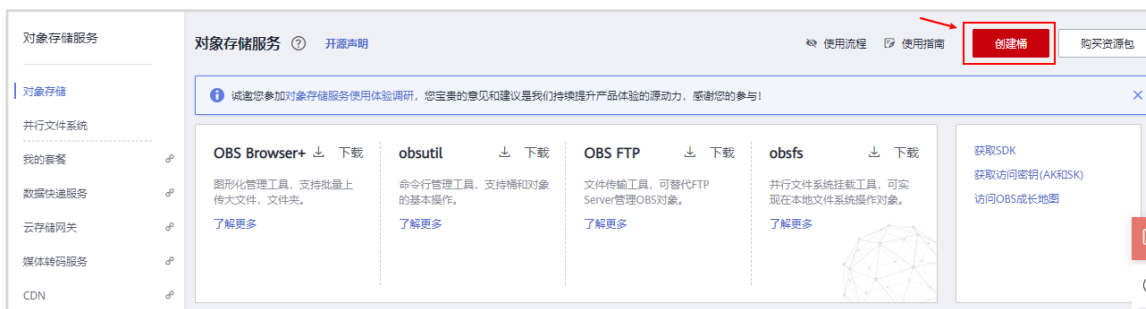 对象存储服务
对象存储
并行文件系统
我的套餐
数据快递服务
云存储网关
媒体转码服务
CDN
对象存储服务 ? 开源声明
使用流程 使用指南 创建桶 购买资源包
诚邀您参加对象存储服务使用体验调研，您宝贵的意见和建议是我们持续提升产品体验的源动力，感谢您的参与！
OBS Browser+ 下载
图形化管理工具，支持批量上
传大文件，文件夹。
了解更多
obsutil 下载
命令行管理工具，支持桶和对象
的基本操作。
了解更多
OBS FTP 下载
文件传输工具，可替代FTP
Server管理OBS对象。
了解更多
obsfs 下载
并行文件系统挂载工具，可实
现在本地文件系统操作对象。
了解更多
获取SDK
获取访问密钥(AK和SK)
访问OBS成长地图